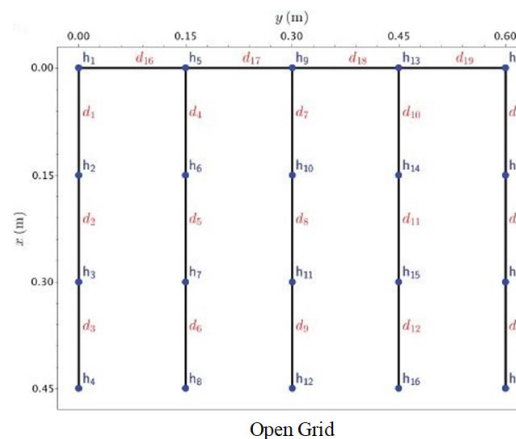 y (m)
0.00 0.15 0.30 0.45 0.60
h₁ d₁₆ h₅ d₁₇ h₉ d₁₈ h₁₃ d₁₉ h
0.00
d₁ d₄ d₇ d₁₀ d
h₂ h₆ h₁₀ h₁₄ h
0.15
d₂ d₅ d₈ d₁₁ d
x (m)
h₃ h₇ h₁₁ h₁₅ h
0.30
d₃ d₆ d₉ d₁₂ d
h₄ h₈ h₁₂ h₁₆ h
0.45
Open Grid